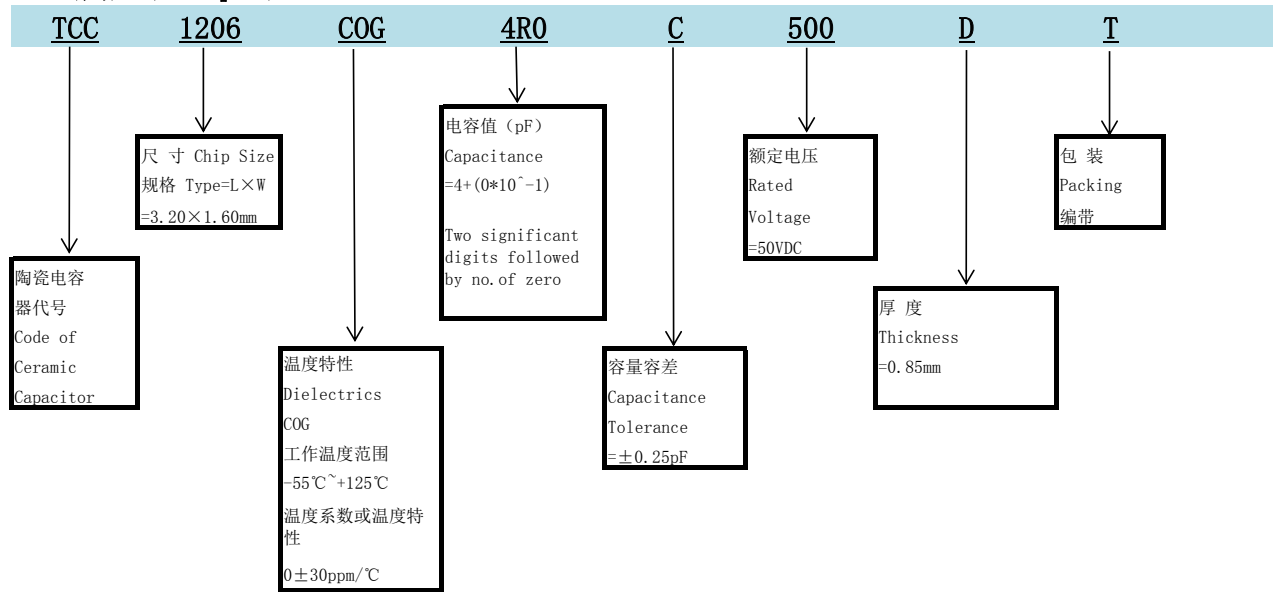 TCC 1206 COG 4R0 C 500 D T
陶瓷电容
器代号
Code of
Ceramic
Capacitor
尺 寸 Chip Size
规格 Type=L×W
=3.20×1.60mm
温度特性
Dielectrics
COG
工作温度范围
-55℃~+125℃
温度系数或温度特
性
0±30ppm/℃
电容值（pF）
Capacitance
=4+(0*10^-1)
Two significant
digits followed
by no.of zero
容量容差
Capacitance
Tolerance
=±0.25pF
额定电压
Rated
Voltage
=50VDC
厚 度
Thickness
=0.85mm
包 装
Packing
编带